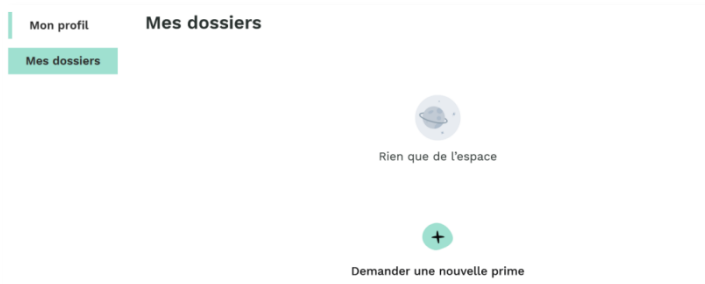 Mon profil
Mes dossiers
Mes dossiers
Rien que de l'espace
Demander une nouvelle prime